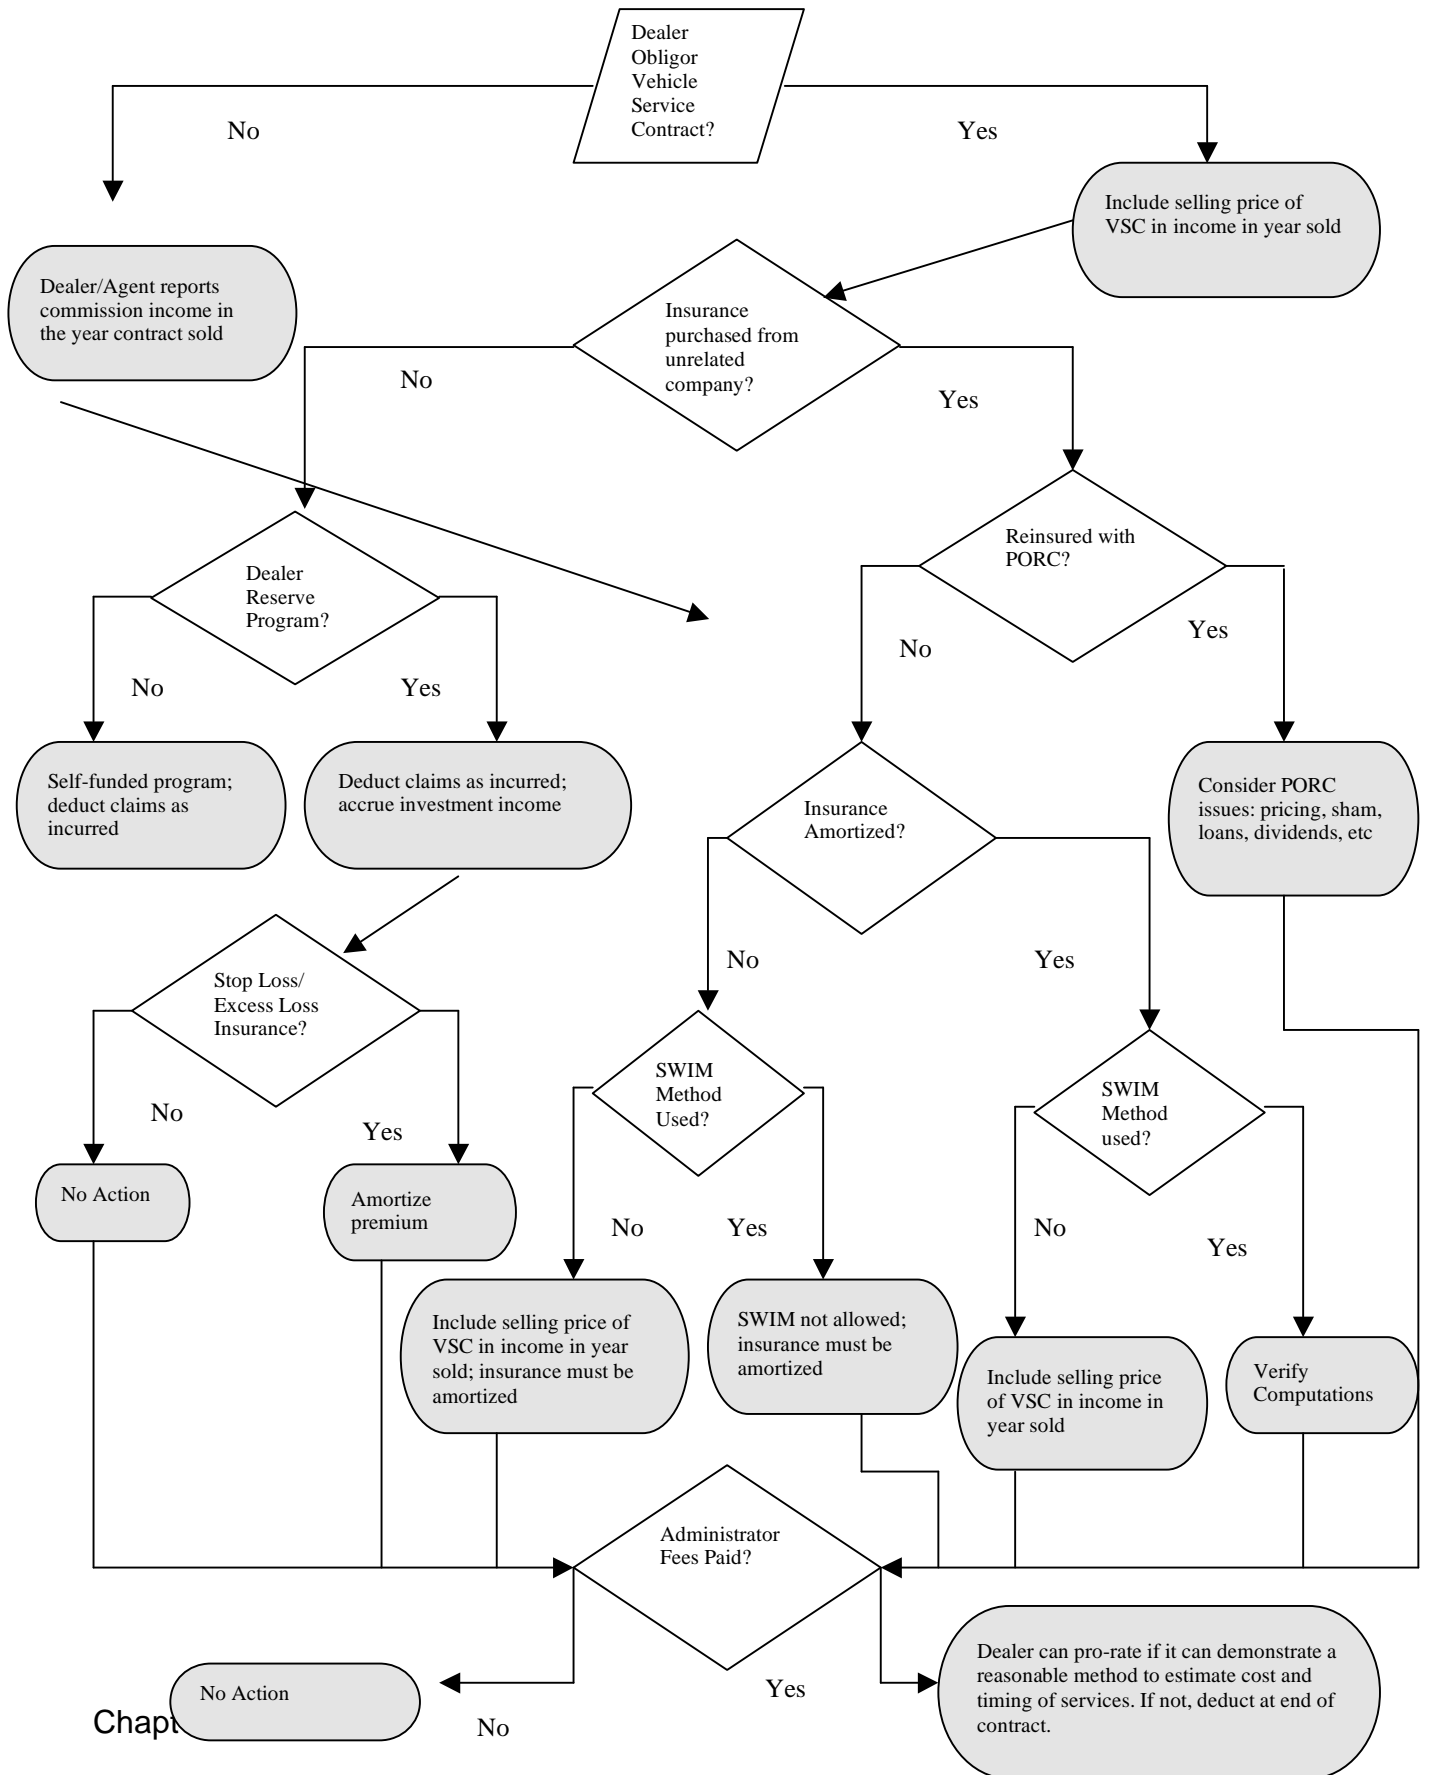 Dealer
Obligor
Vehicle
Service
Contract?
No
Yes
Include selling price of
VSC in income in year sold
Dealer/Agent reports
commission income in
the year contract sold
Insurance
purchased from
unrelated
company?
No
Yes
Reinsured with
PORC?
Dealer
Reserve
Program?
No
Yes
No
Yes
Self-funded program;
deduct claims as
incurred
Deduct claims as incurred;
accrue investment income
Insurance
Amortized?
Consider PORC
issues: pricing, sham,
loans, dividends, etc
No
Yes
Stop Loss/
Excess Loss
Insurance?
SWIM
Method
Used?
SWIM
Method
used?
No
Yes
No Action
Amortize
premium
No
Yes
No
Yes
Include selling price of
VSC in income in year
sold; insurance must be
amortized
SWIM not allowed;
insurance must be
amortized
Include selling price
of VSC in income in
year sold
Verify
Computations
Administrator
Fees Paid?
Dealer can pro-rate if it can demonstrate a
reasonable method to estimate cost and
timing of services. If not, deduct at end of
contract.
Yes
No Action
No
Chapt